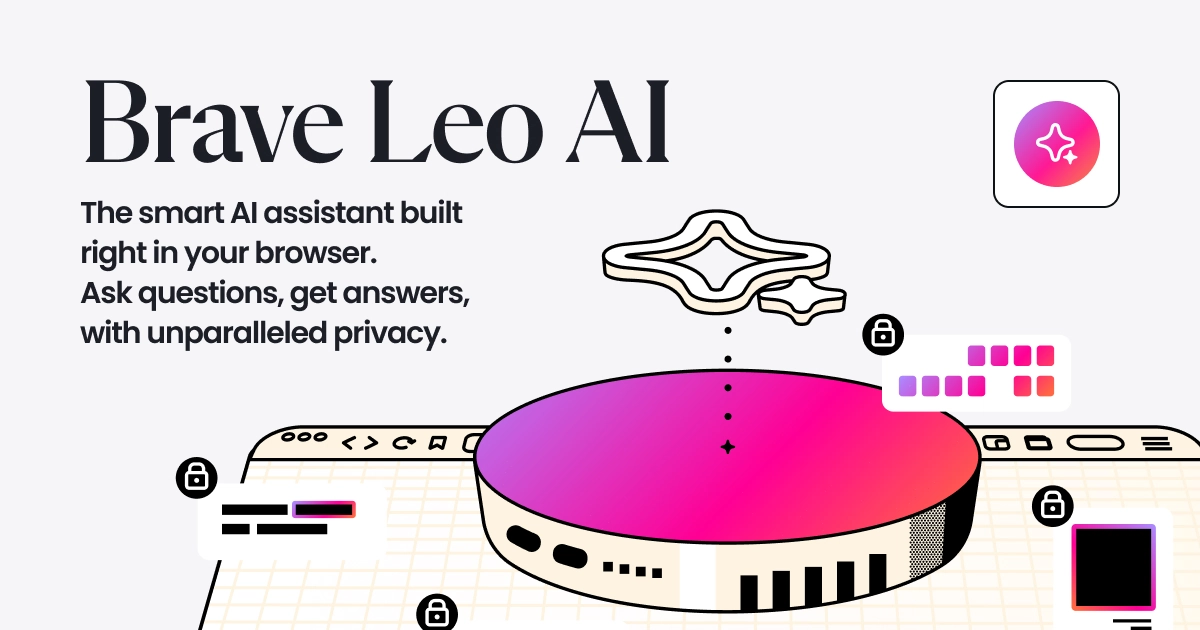 Brave Leo AI
The smart AI assistant built
right in your browser.
Ask questions, get answers,
with unparalleled privacy.